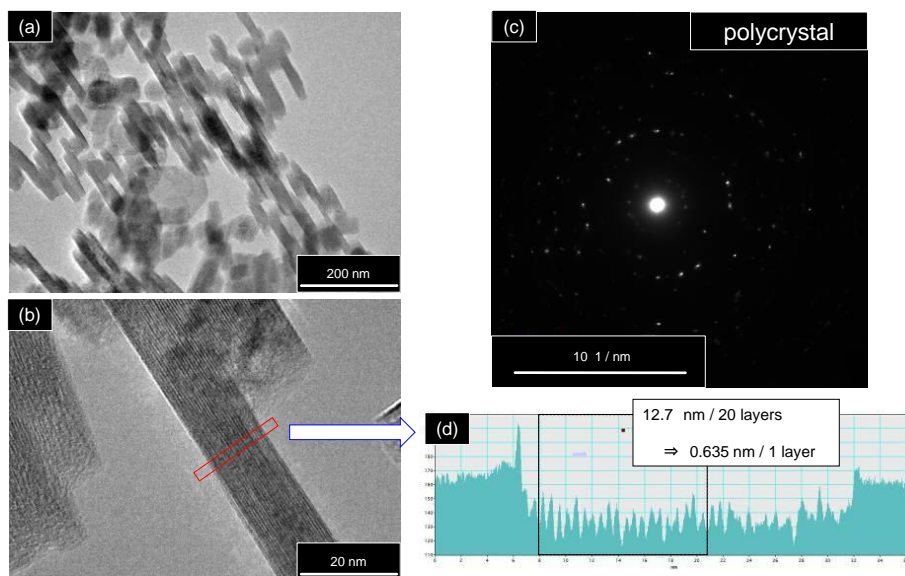 (a)
200 nm
(b)
20 nm
(c)
polycrystal
10 1 / nm
(d)
12.7 nm / 20 layers
⇒ 0.635 nm / 1 layer